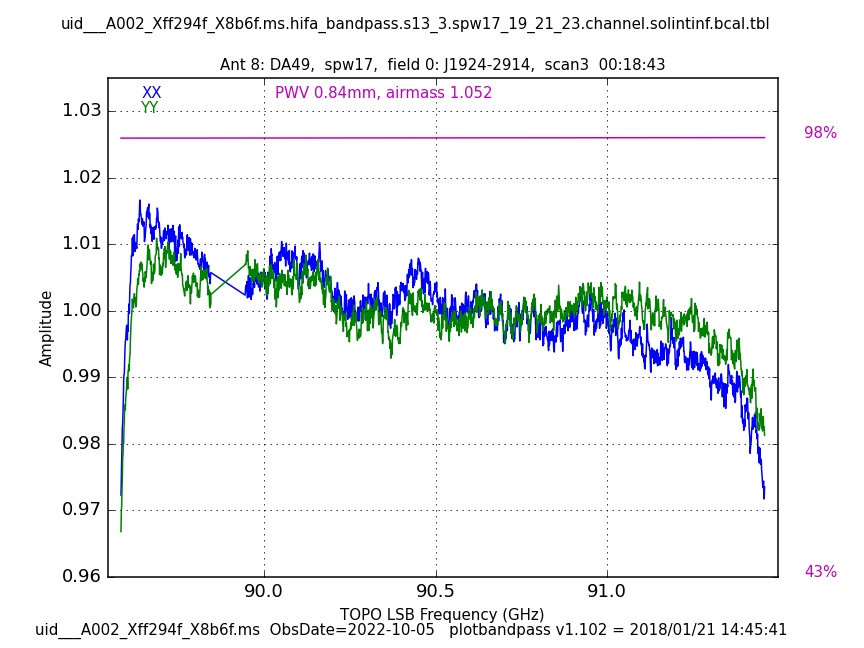 uid___A002_Xff294f_X8b6f.ms.hifa_bandpass.s13_3.spw17_19_21_23.channel.solintinf.bcal.tbl
Ant 8: DA49,  spw17,  field 0: J1924-2914,  scan3  00:18:43
XX
PWV 0.84mm, airmass 1.052
YY
98%
43%
1.03
1.02
1.01
1.00
0.99
0.98
0.97
0.96
Amplitude
90.0
90.5
91.0
TOPO LSB Frequency (GHz)
uid___A002_Xff294f_X8b6f.ms  ObsDate=2022-10-05   plotbandpass v1.102 = 2018/01/21 14:45:41